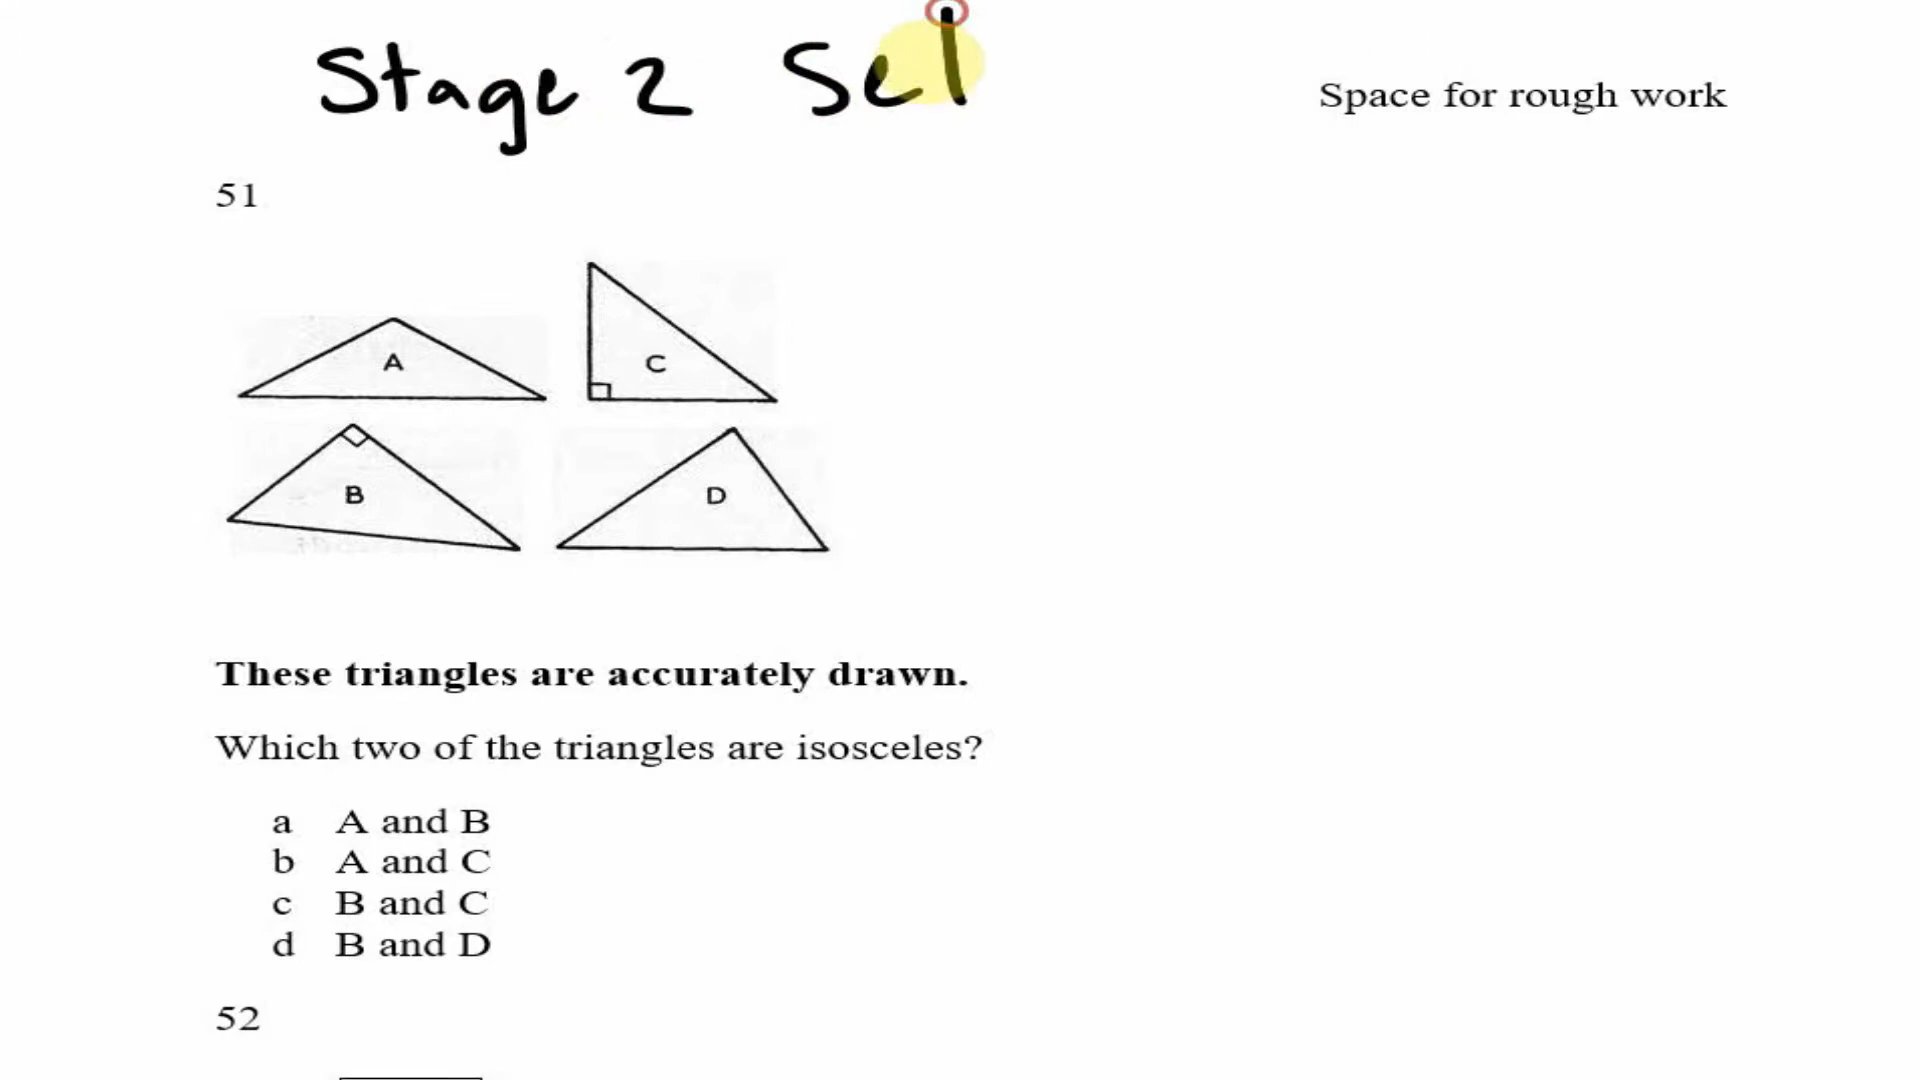 Stage 2 Sel
Space for rough work
51
A
C
B
D
These triangles are accurately drawn.
Which two of the triangles are isosceles?
a A and B
b A and C
c B and C
d B and D
52